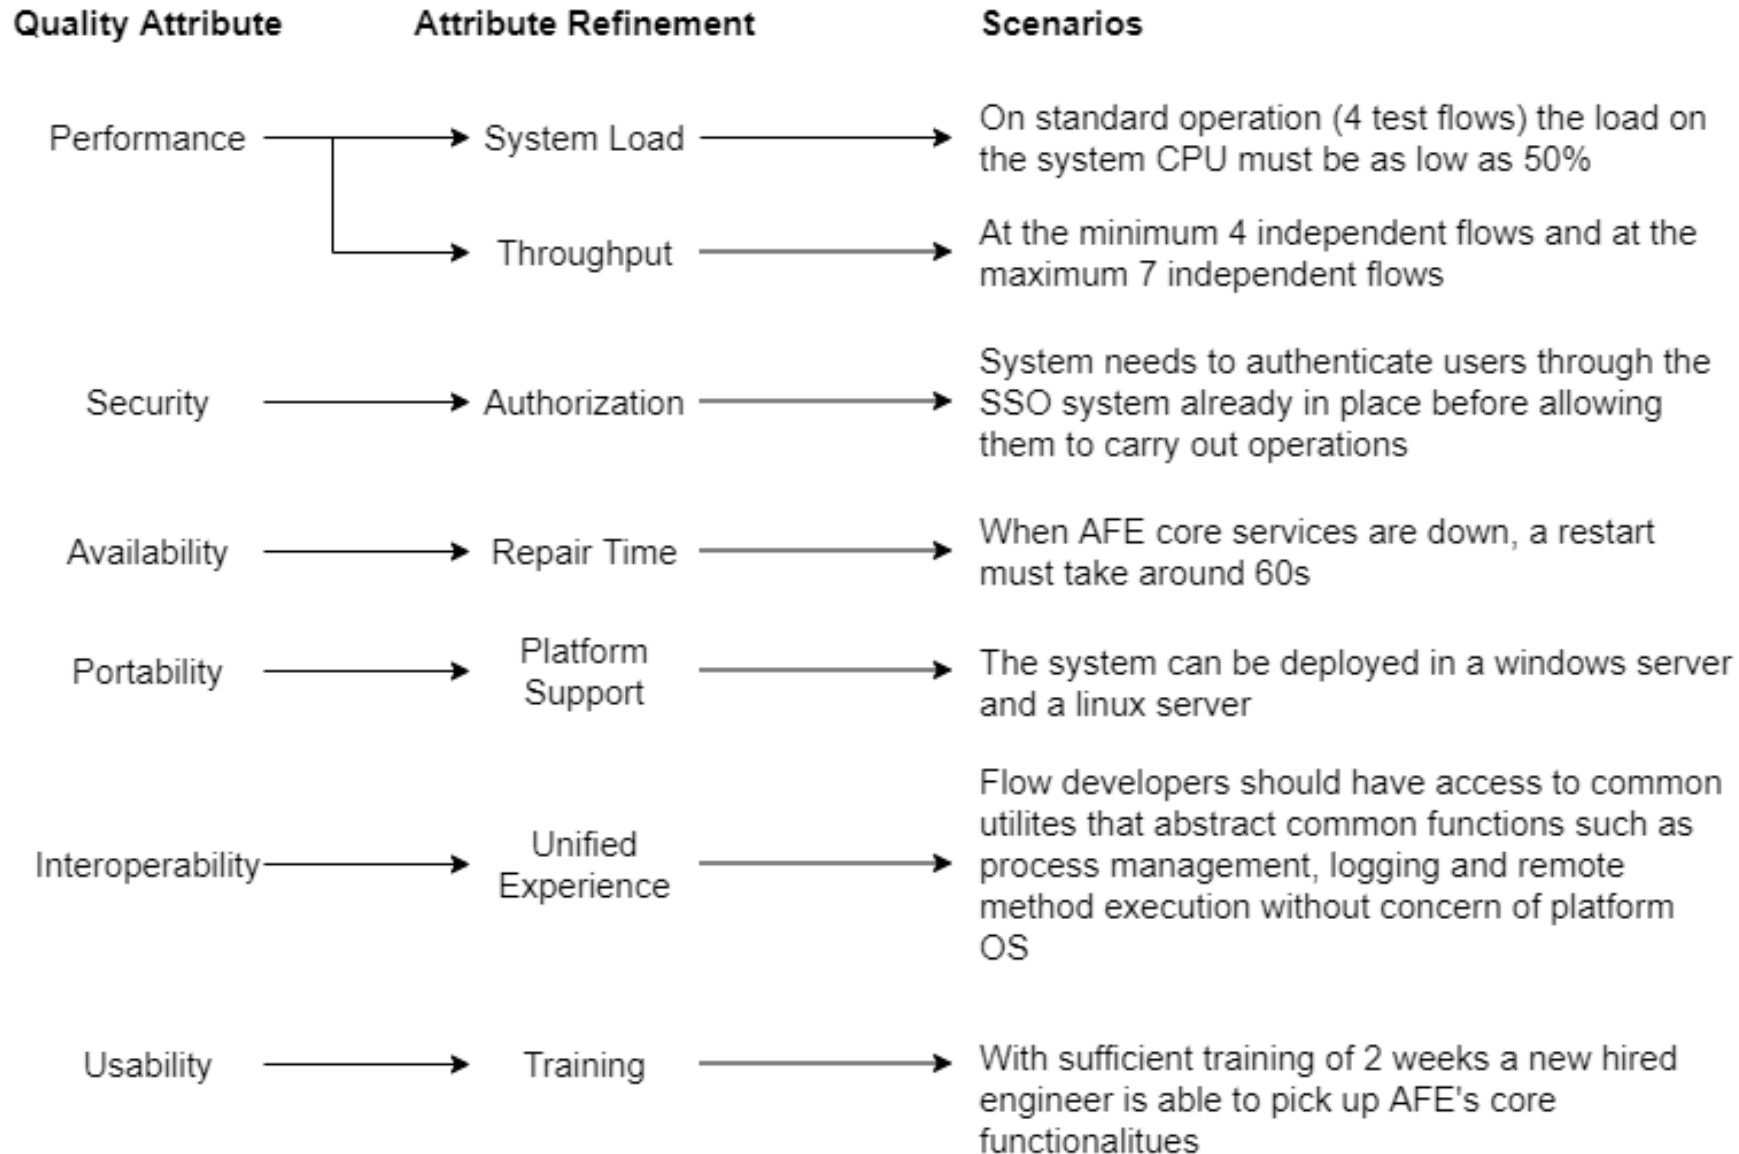 Quality Attribute
Attribute Refinement
Scenarios
Performance
System Load
On standard operation (4 test flows) the load on
the system CPU must be as low as 50%
Throughput
At the minimum 4 independent flows and at the
maximum 7 independent flows
Security
Authorization
System needs to authenticate users through the
SSO system already in place before allowing
them to carry out operations
Availability
Repair Time
When AFE core services are down, a restart
must take around 60s
Portability
Platform
Support
The system can be deployed in a windows server
and a linux server
Interoperability
Unified
Experience
Flow developers should have access to common
utilites that abstract common functions such as
process management, logging and remote
method execution without concern of platform
OS
Usability
Training
With sufficient training of 2 weeks a new hired
engineer is able to pick up AFE's core
functionalitues